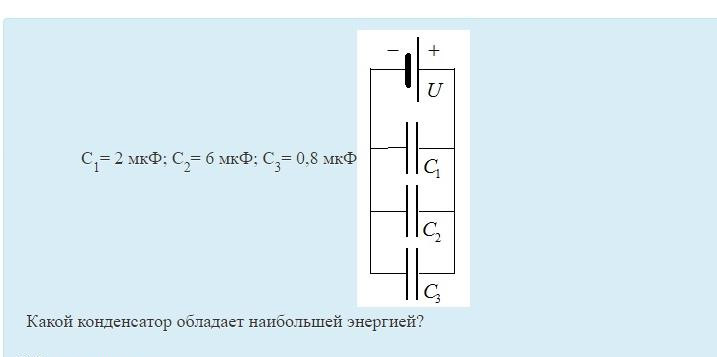 − +
U
C₁= 2 мкФ; C₂= 6 мкФ; C₃= 0,8 мкФ
C₁
C₂
C₃
Какой конденсатор обладает наибольшей энергией?